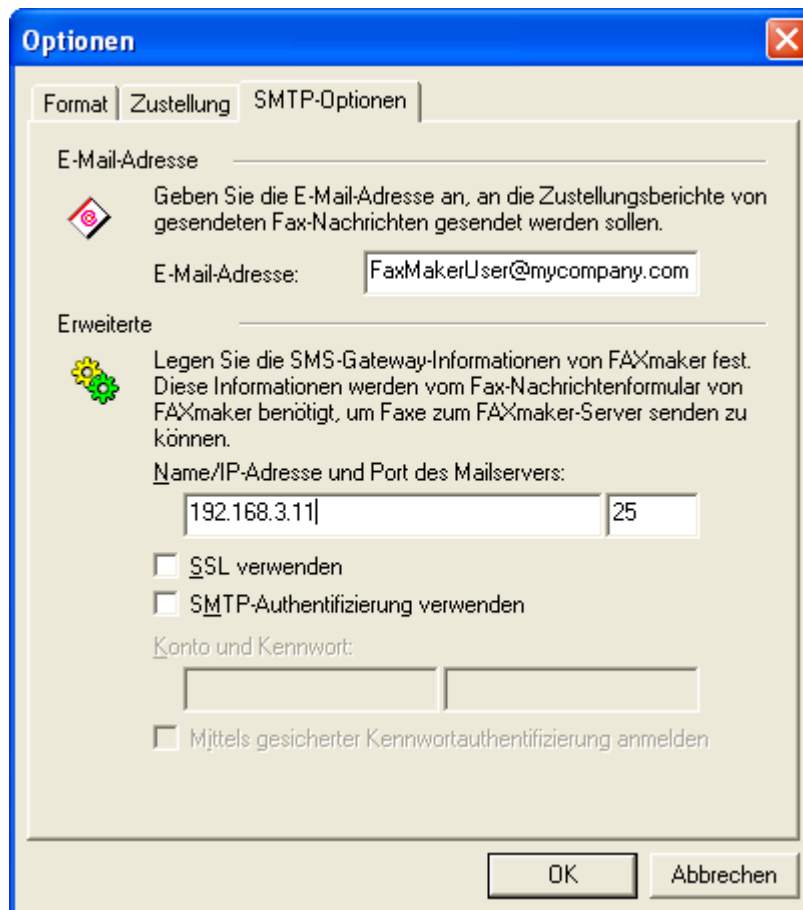 Optionen
Format Zustellung SMTP-Optionen
E-Mail-Adresse
Geben Sie die E-Mail-Adresse an, an die Zustellungsberichte von
gesendeten Fax-Nachrichten gesendet werden sollen.
E-Mail-Adresse: FaxMakerUser@mycompany.com
Erweiterte
Legen Sie die SMS-Gateway-Informationen von FAXmaker fest.
Diese Informationen werden vom Fax-Nachrichtenformular von
FAXmaker benötigt, um Faxe zum FAXmaker-Server senden zu
können.
Name/IP-Adresse und Port des Mailservers:
192.168.3.11 25
SSL verwenden
SMTP-Authentifizierung verwenden
Konto und Kennwort:
Mittels gesicherter Kennwortauthentifizierung anmelden
OK Abbrechen